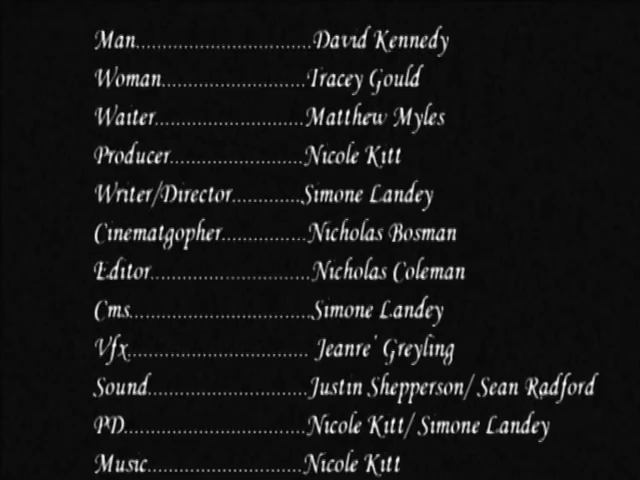 Man..................................David Kennedy
Woman...........................Tracey Gould
Waiter.............................Matthew Myles
Producer.........................Nicole Kitt
Writer/Director.............Simone Landey
Cinematgopher................Nicholas Bosman
Editor..............................Nicholas Coleman
Cms...................................Simone Landey
Vfx.................................. Jeanre' Greyling
Sound..............................Justin Shepperson/ Sean Radford
PD...................................Nicole Kitt/ Simone Landey
Music.............................Nicole Kitt